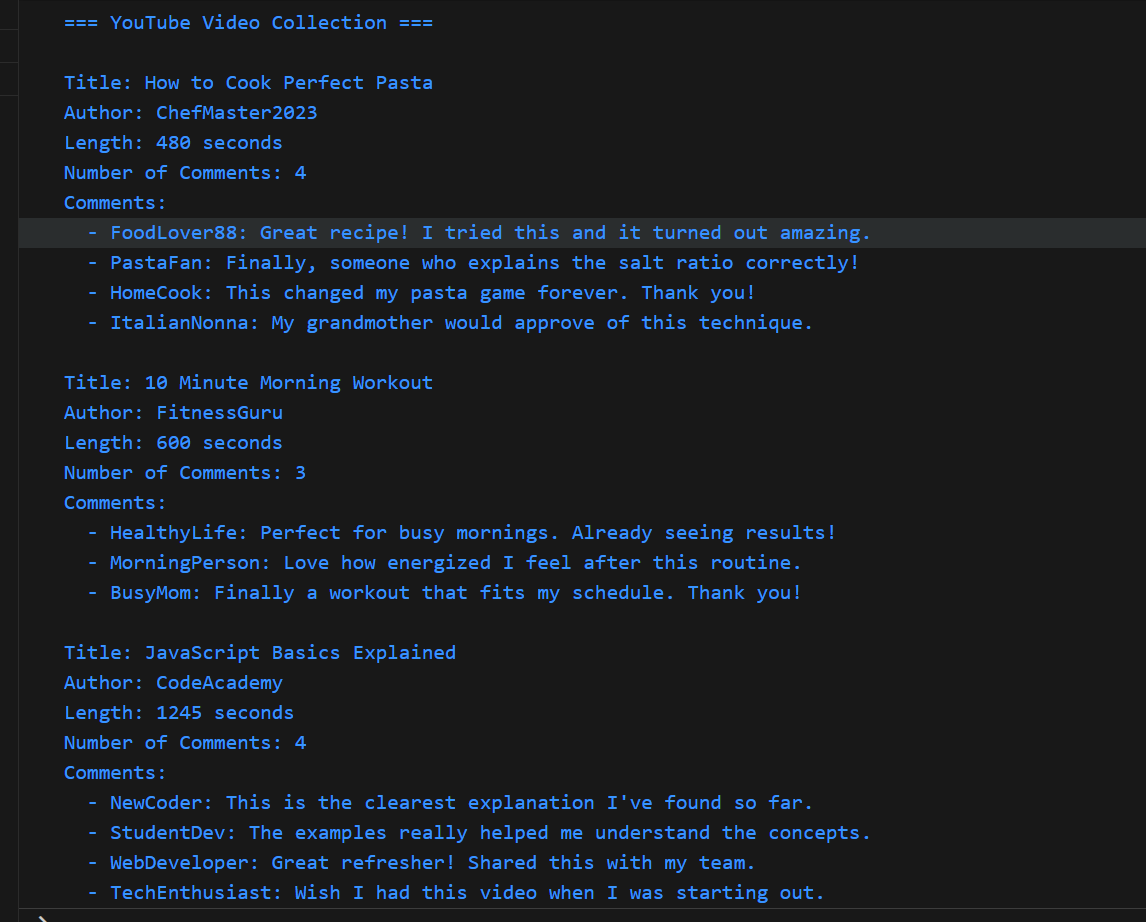 === YouTube Video Collection ===
Title: How to Cook Perfect Pasta
Author: ChefMaster2023
Length: 480 seconds
Number of Comments: 4
Comments:
- FoodLover88: Great recipe! I tried this and it turned out amazing.
- PastaFan: Finally, someone who explains the salt ratio correctly!
- HomeCook: This changed my pasta game forever. Thank you!
- ItalianNonna: My grandmother would approve of this technique.
Title: 10 Minute Morning Workout
Author: FitnessGuru
Length: 600 seconds
Number of Comments: 3
Comments:
- HealthyLife: Perfect for busy mornings. Already seeing results!
- MorningPerson: Love how energized I feel after this routine.
- BusyMom: Finally a workout that fits my schedule. Thank you!
Title: JavaScript Basics Explained
Author: CodeAcademy
Length: 1245 seconds
Number of Comments: 4
Comments:
- NewCoder: This is the clearest explanation I've found so far.
- StudentDev: The examples really helped me understand the concepts.
- WebDeveloper: Great refresher! Shared this with my team.
- TechEnthusiast: Wish I had this video when I was starting out.